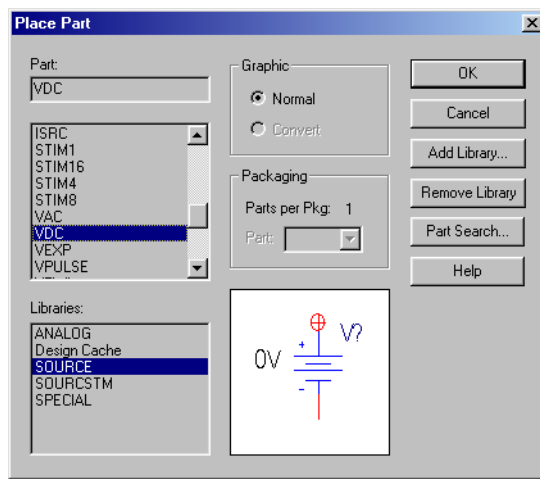 Place Part
Part:
VDC
ISRC
STIM1
STIM16
STIM4
STIM8
VAC
VDC
VEXP
VPULSE
Libraries:
ANALOG
Design Cache
SOURCE
SOURCSTM
SPECIAL
Graphic
Normal
Convert
Packaging
Parts per Pkg: 1
Part:
0V
+
V?
-
OK
Cancel
Add Library...
Remove Library
Part Search...
Help